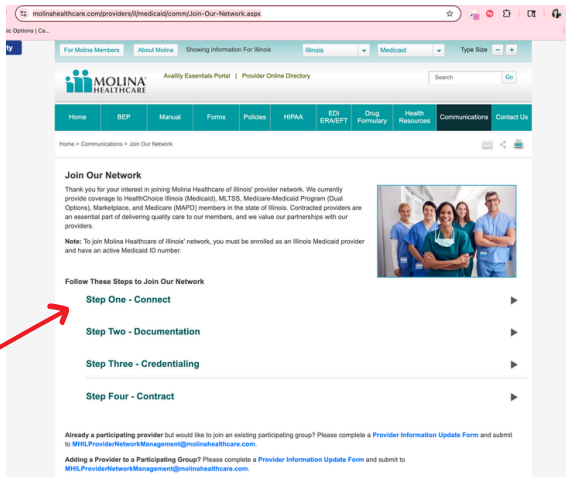 molinahealthcare.com/providers/il/medicaid/comm/Join-Our-Network.aspx
ic Options | Ca...
ty
For Molina Members About Molina Showing Information For Illinois Illinois Medicaid Type Size - +
MOLINA
HEALTHCARE
Availity Essentials Portal | Provider Online Directory
Search Go
Home BEP Manual Forms Policies HIPAA EDI ERA/EFT Drug Formulary Health Resources Communications Contact Us
Home > Communications > Join Our Network
Join Our Network
Thank you for your interest in joining Molina Healthcare of Illinois' provider network. We currently
provide coverage to HealthChoice Illinois (Medicaid), MLTSS, Medicare-Medicaid Program (Dual
Options), Marketplace, and Medicare (MAPD) members in the state of Illinois. Contracted providers are
an essential part of delivering quality care to our members, and we value our partnerships with our
providers.
Note: To join Molina Healthcare of Illinois' network, you must be enrolled as an Illinois Medicaid provider
and have an active Medicaid ID number.
Follow These Steps to Join Our Network
Step One - Connect
Step Two - Documentation
Step Three - Credentialing
Step Four - Contract
Already a participating provider but would like to join an existing participating group? Please complete a Provider Information Update Form and submit
to MHILProviderNetworkManagement@molinahealthcare.com.
Adding a Provider to a Participating Group? Please complete a Provider Information Update Form and submit to
MHILProviderNetworkManagement@molinahealthcare.com.